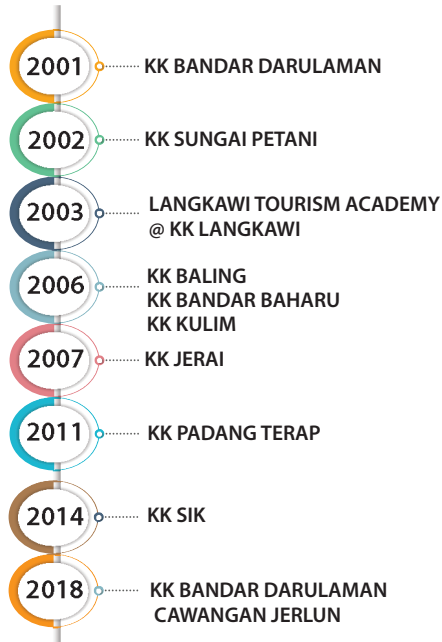 2001
KK BANDAR DARULAMAN
2002
KK SUNGAI PETANI
2003
LANGKAWI TOURISM ACADEMY
@ KK LANGKAWI
2006
KK BALING
KK BANDAR BAHARU
KK KULIM
2007
KK JERAI
2011
KK PADANG TERAP
2014
KK SIK
2018
KK BANDAR DARULAMAN
CAWANGAN JERLUN